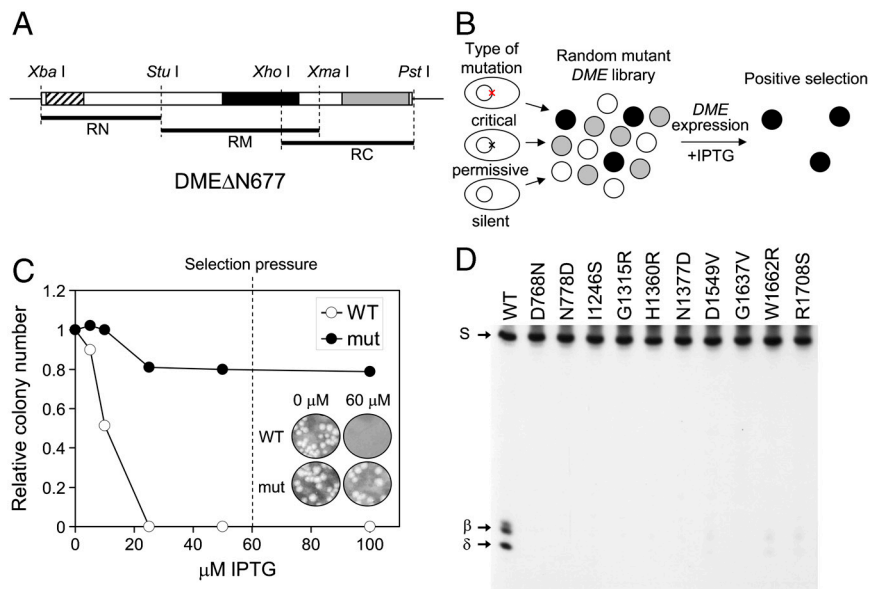 A
Xba I
Stu I
Xho I
Xma I
Pst I
RN
RM
RC
DMEΔN677
B
Type of
mutation
critical
permissive
silent
Random mutant
DME library
DME
expression
+IPTG
Positive selection
C
Selection pressure
Relative colony number
1.2
1
0.8
0.6
0.4
0.2
0
0
20
40
60
80
100
μM IPTG
WT
mut
0 μM
60 μM
WT
mut
D
WT
D768N
N778D
I1246S
G1315R
H1360R
N1377D
D1549V
G1637V
W1662R
R1708S
S
β
δ